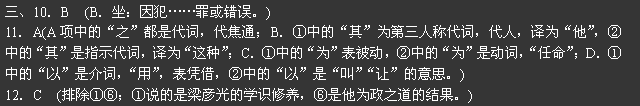 三、10. B (B. 坐：因犯……罪或错误。)
11. A(A 项中的“之”都是代词，代焦通；B. ①中的“其”为第三人称代词，代人，译为“他”，②
中的“其”是指示代词，译为“这种”；C. ①中的“为”表被动，②中的“为”是动词，“任命”；D. ①
中的“以”是介词，“用”，表凭借，②中的“以”是“叫”“让”的意思。)
12. C (排除①⑥；①说的是梁彦光的学识修养，⑥是他为政之道的结果。)